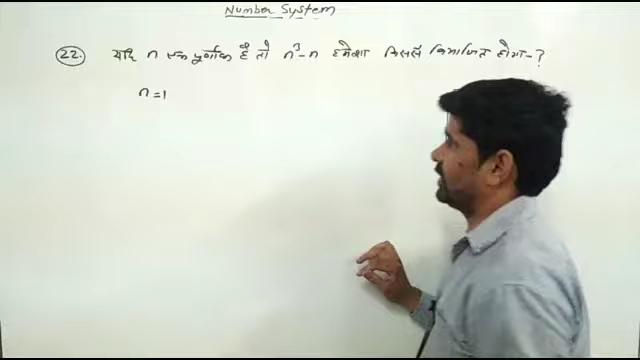 Number System
22. यदि n एक पूर्णांक है तो n³-n हमेशा किससे विभाजित होगा-?
n=1